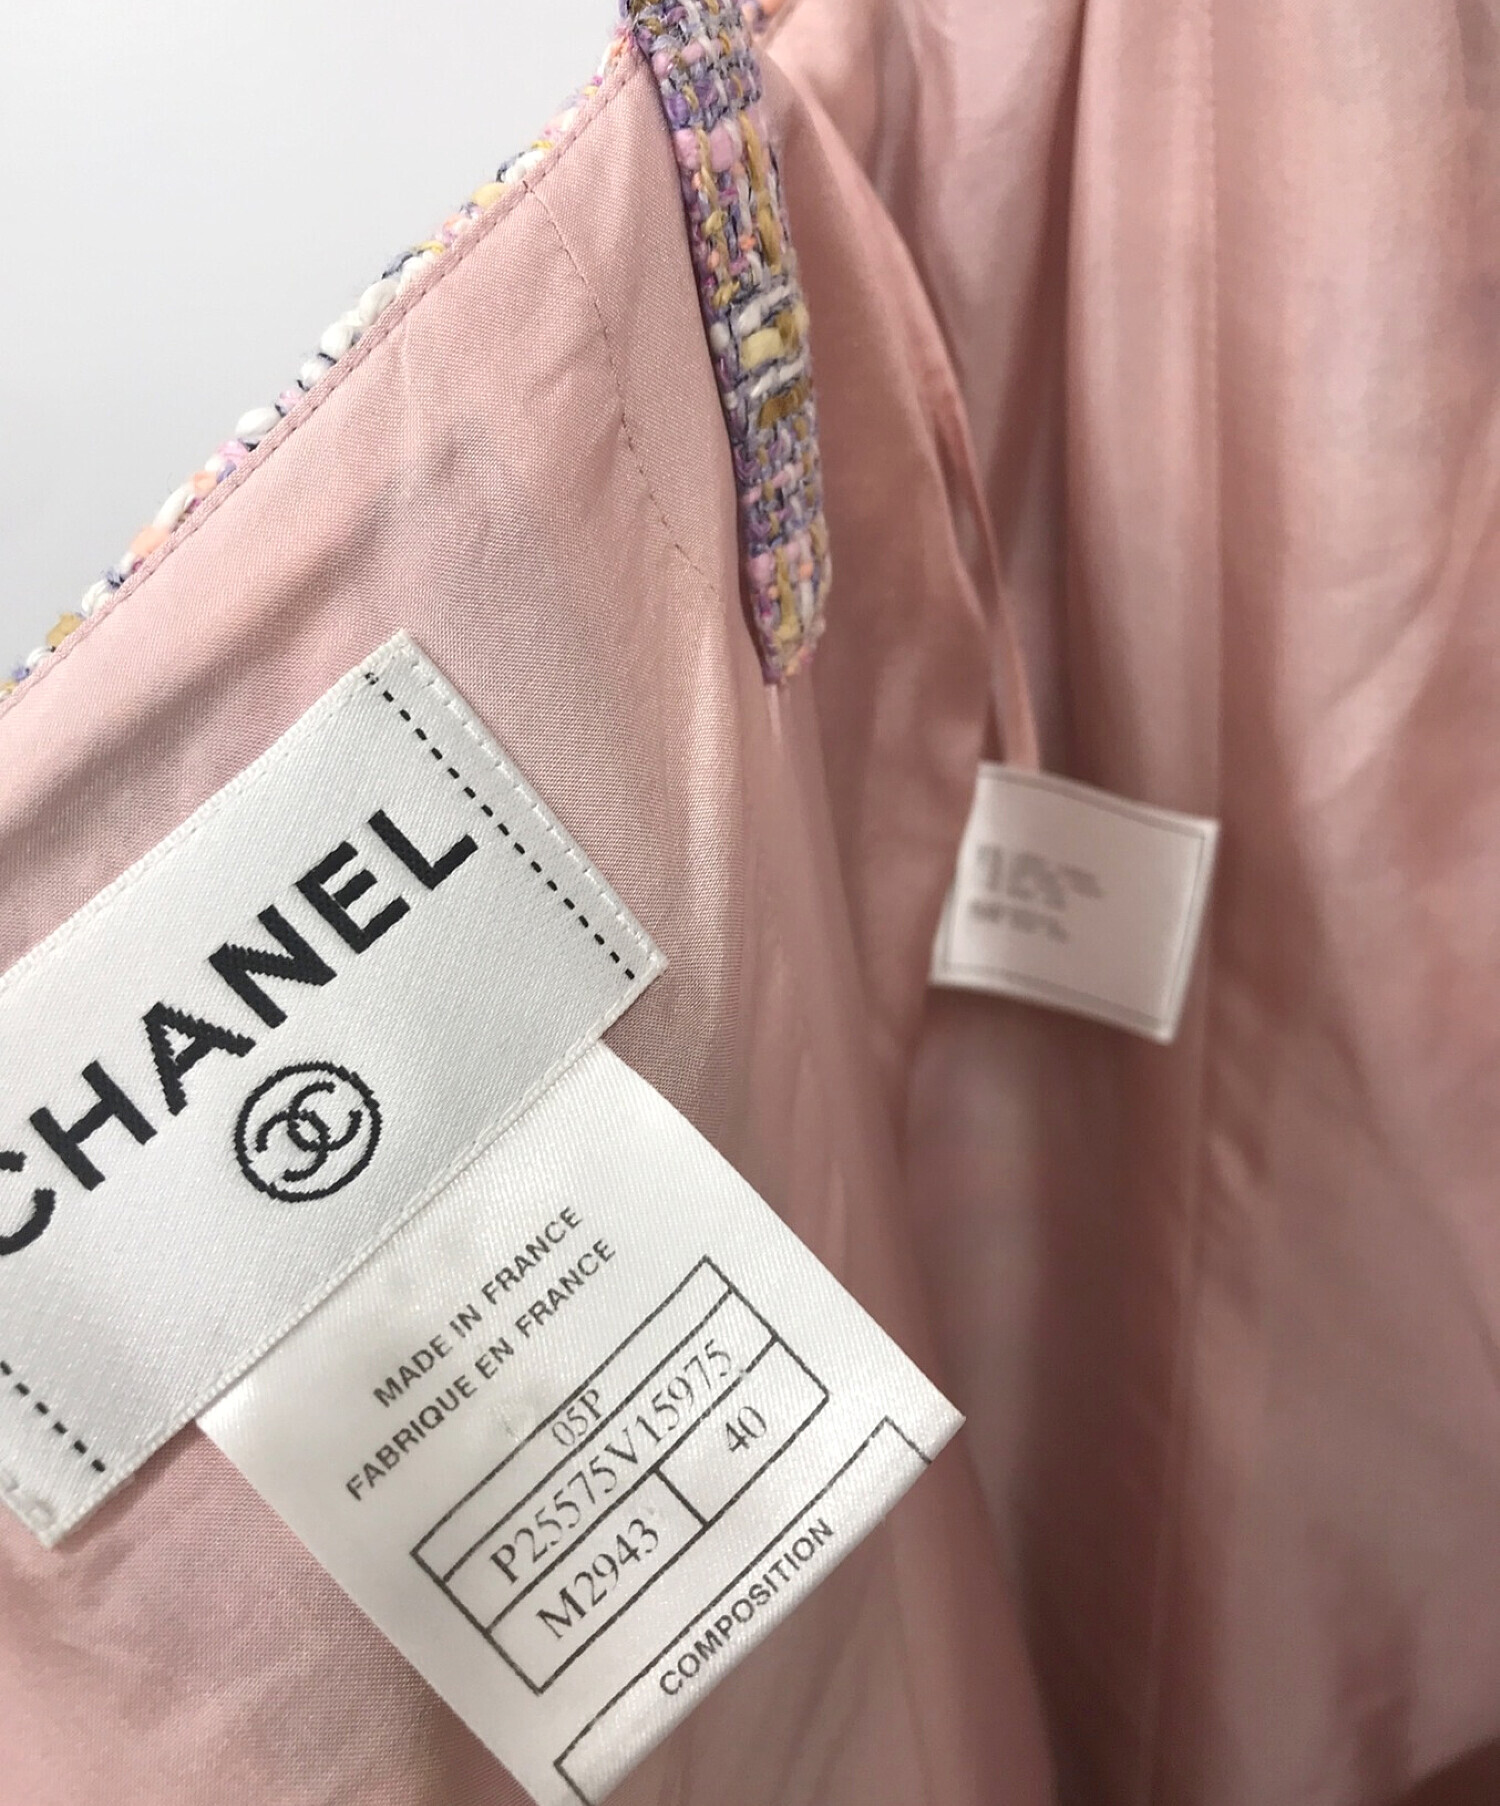 CHANEL
MADE IN FRANCE
FABRIQUE EN FRANCE
05P
P25575V15975
M2943 40
COMPOSITION